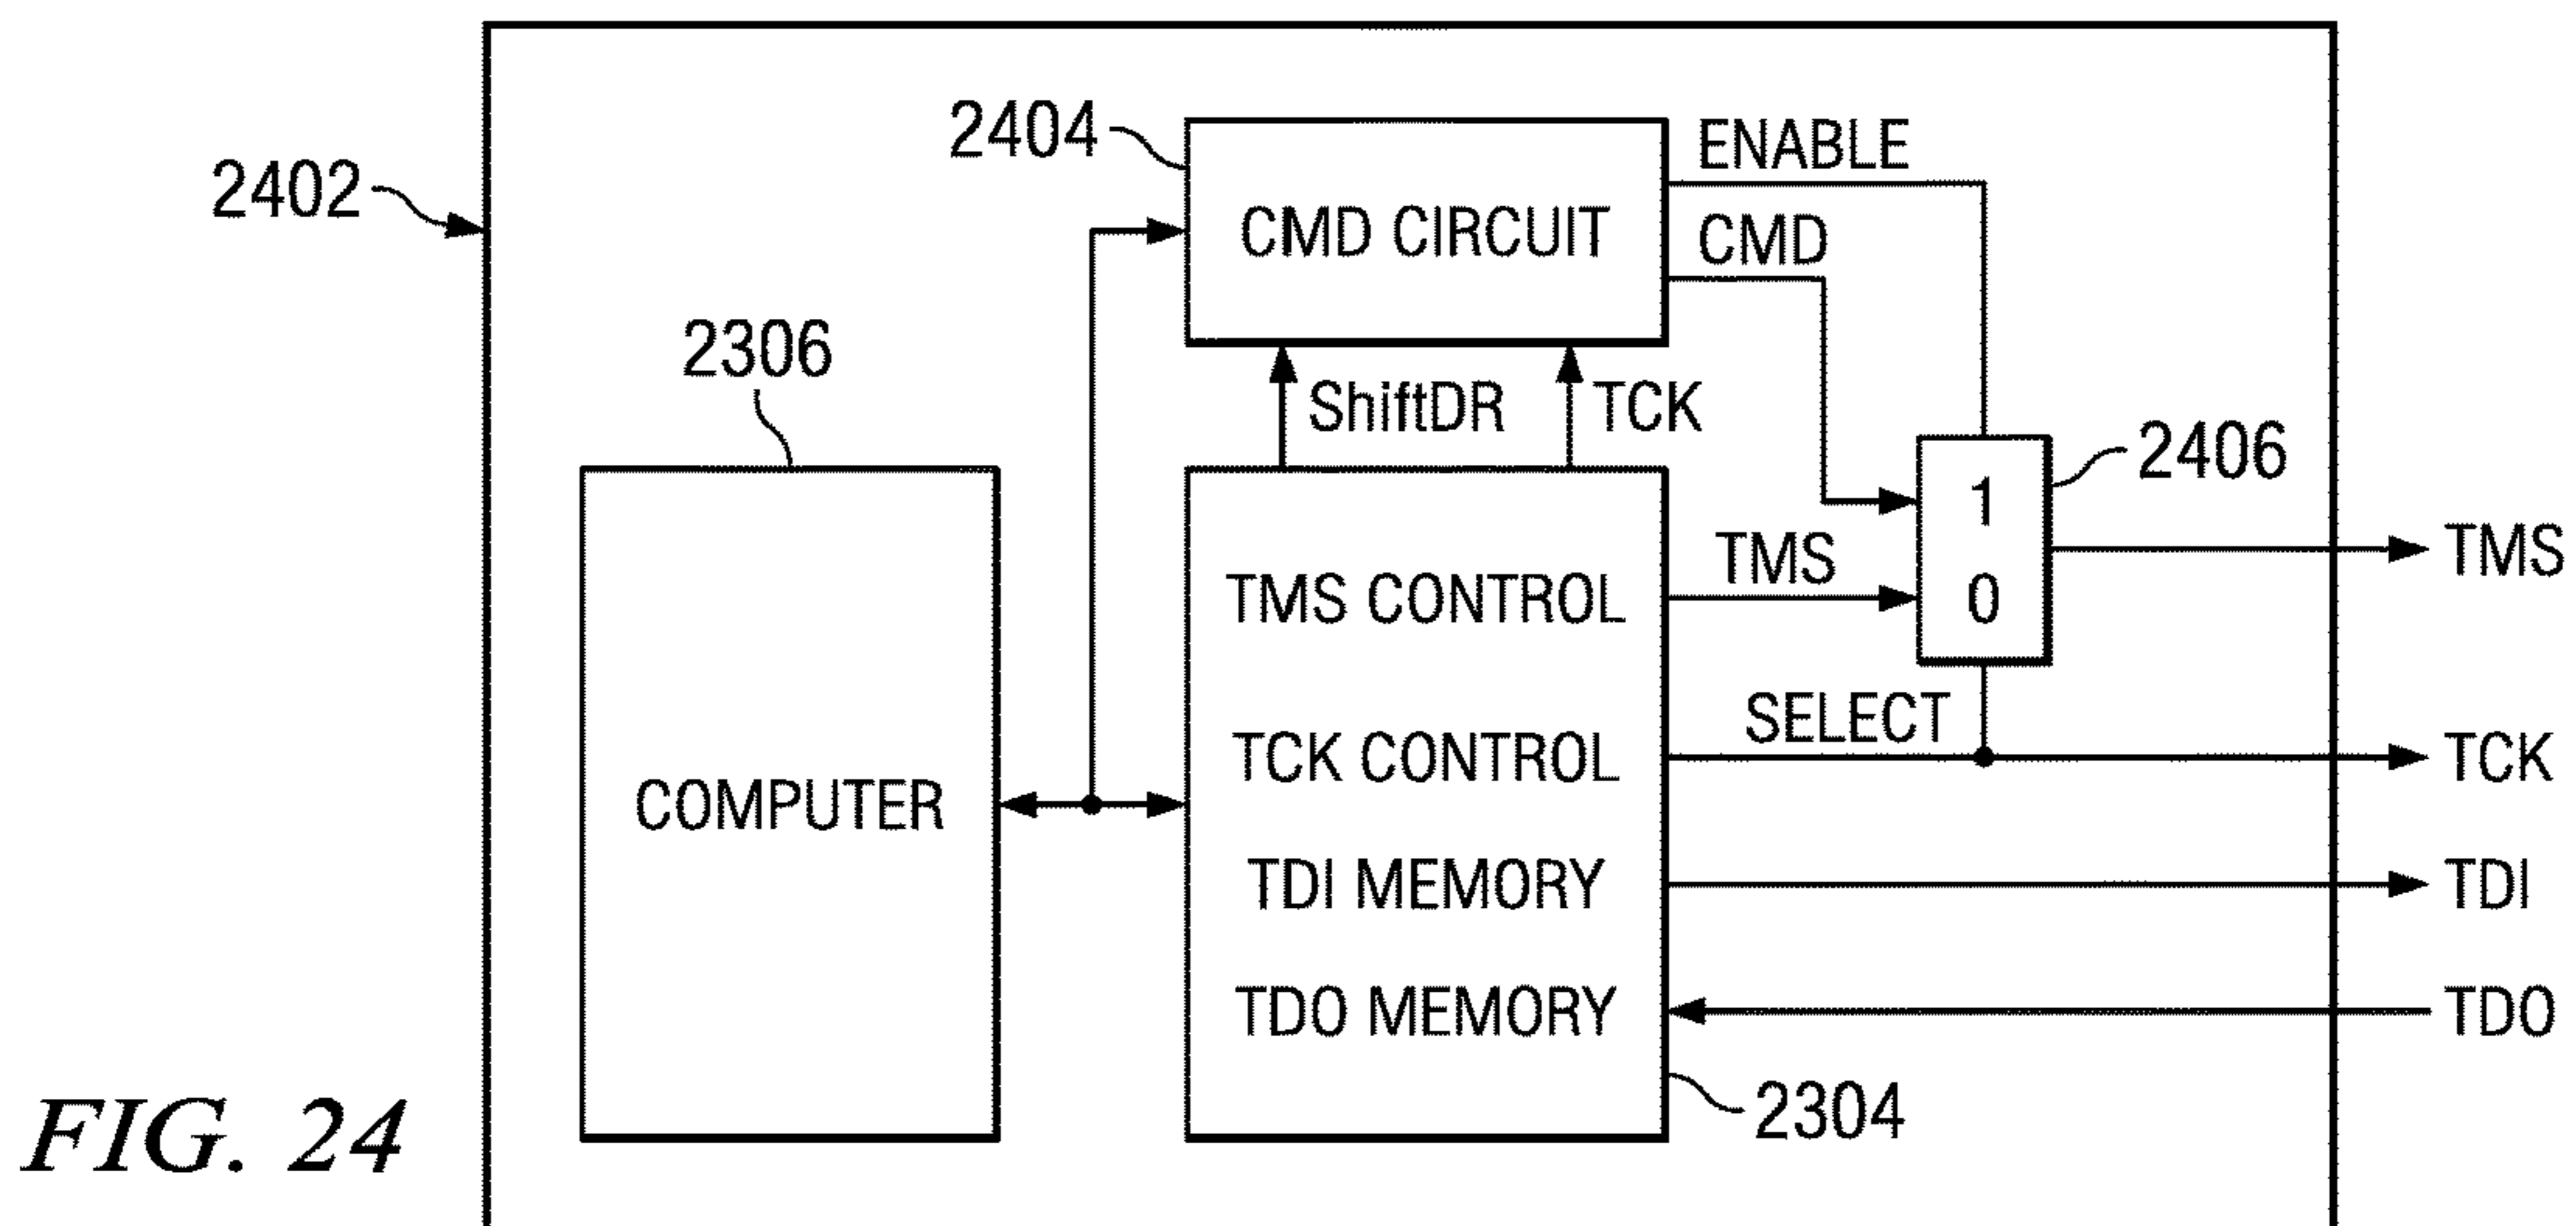 2404
ENABLE
2402
CMD CIRCUIT
CMD
2306
ShiftDR
TCK
2406
1
TMS
TMS
TMS CONTROL
0
SELECT
TCK CONTROL
TCK
COMPUTER
TDI MEMORY
TDI
TDO MEMORY
TDO
2304
FIG. 24